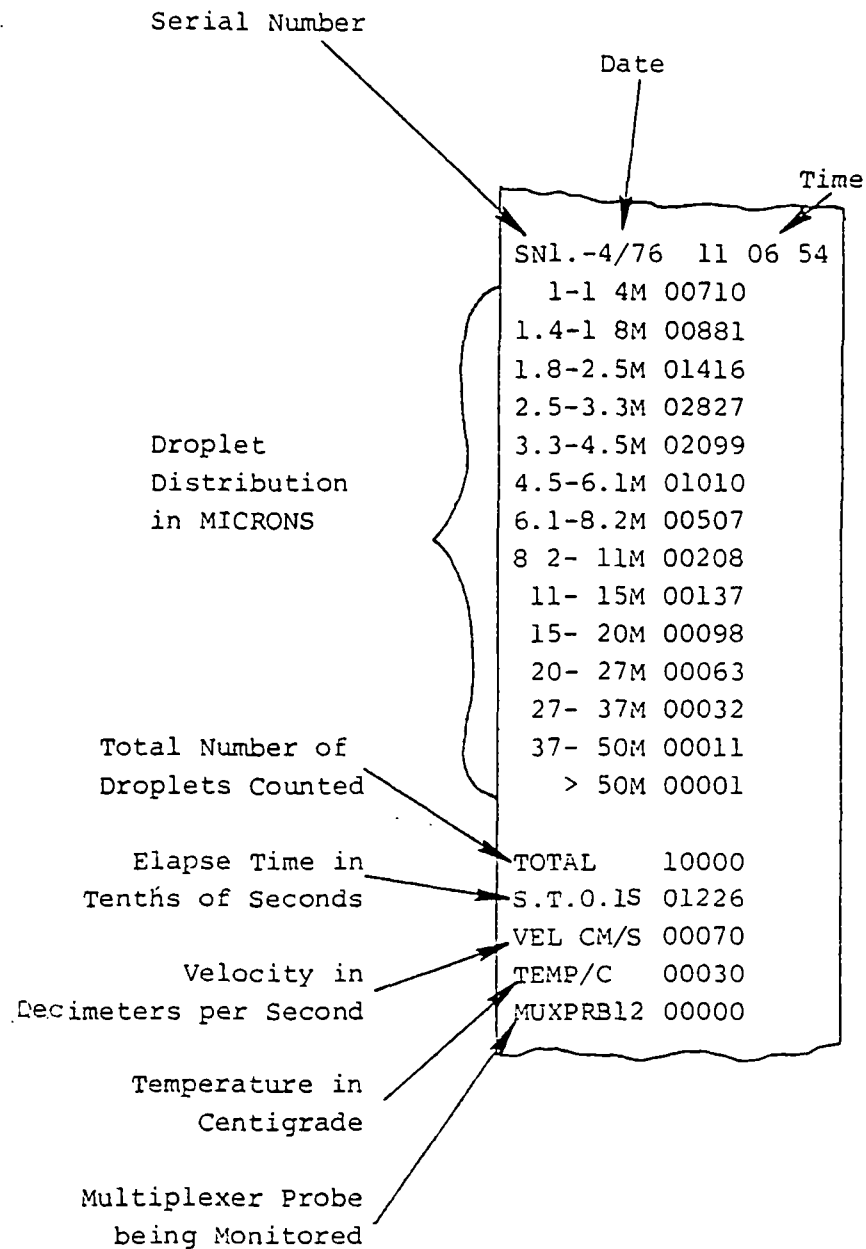 Serial Number
Date
Time
SN1.-4/76 11 06 54
1-1 4M 00710
1.4-1 8M 00881
1.8-2.5M 01416
2.5-3.3M 02827
3.3-4.5M 02099
4.5-6.1M 01010
6.1-8.2M 00507
8 2- 11M 00208
11- 15M 00137
15- 20M 00098
20- 27M 00063
27- 37M 00032
37- 50M 00011
> 50M 00001
Droplet
Distribution
in MICRONS
Total Number of
Droplets Counted
TOTAL 10000
Elapse Time in
Tenths of Seconds
S.T.O.1S 01226
VEL CM/S 00070
Velocity in
Decimeters per Second
TEMP/C 00030
MUXPRB12 00000
Temperature in
Centigrade
Multiplexer Probe
being Monitored